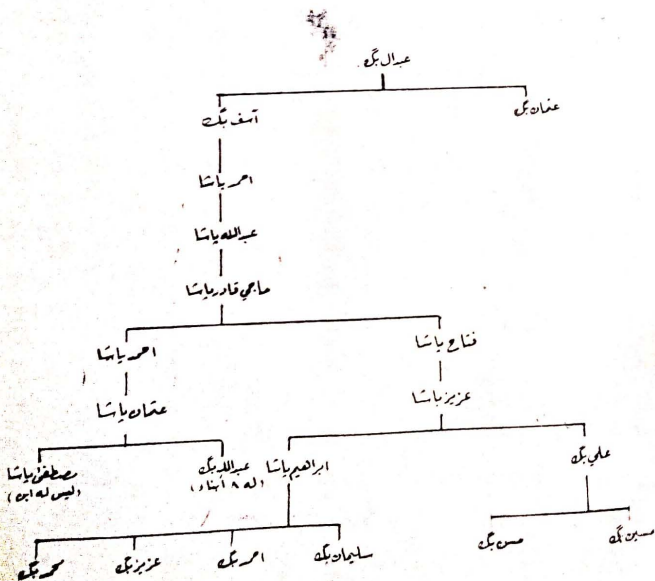 عبدال بگ
عثمان بگ
آصف بگ
احمد پاشا
عبدالله پاشا
حاجي قادر پاشا
فتاح پاشا
احمد پاشا
عزيز پاشا
عثمان پاشا
علي بگ
ابراهيم پاشا
عبدالله بگ
(له ٨ أبناء)
مصطفى پاشا
(ليس له ابن)
حسين بگ
حسن بگ
سليمان بگ
احمد بگ
عزيز بگ
محمد بگ